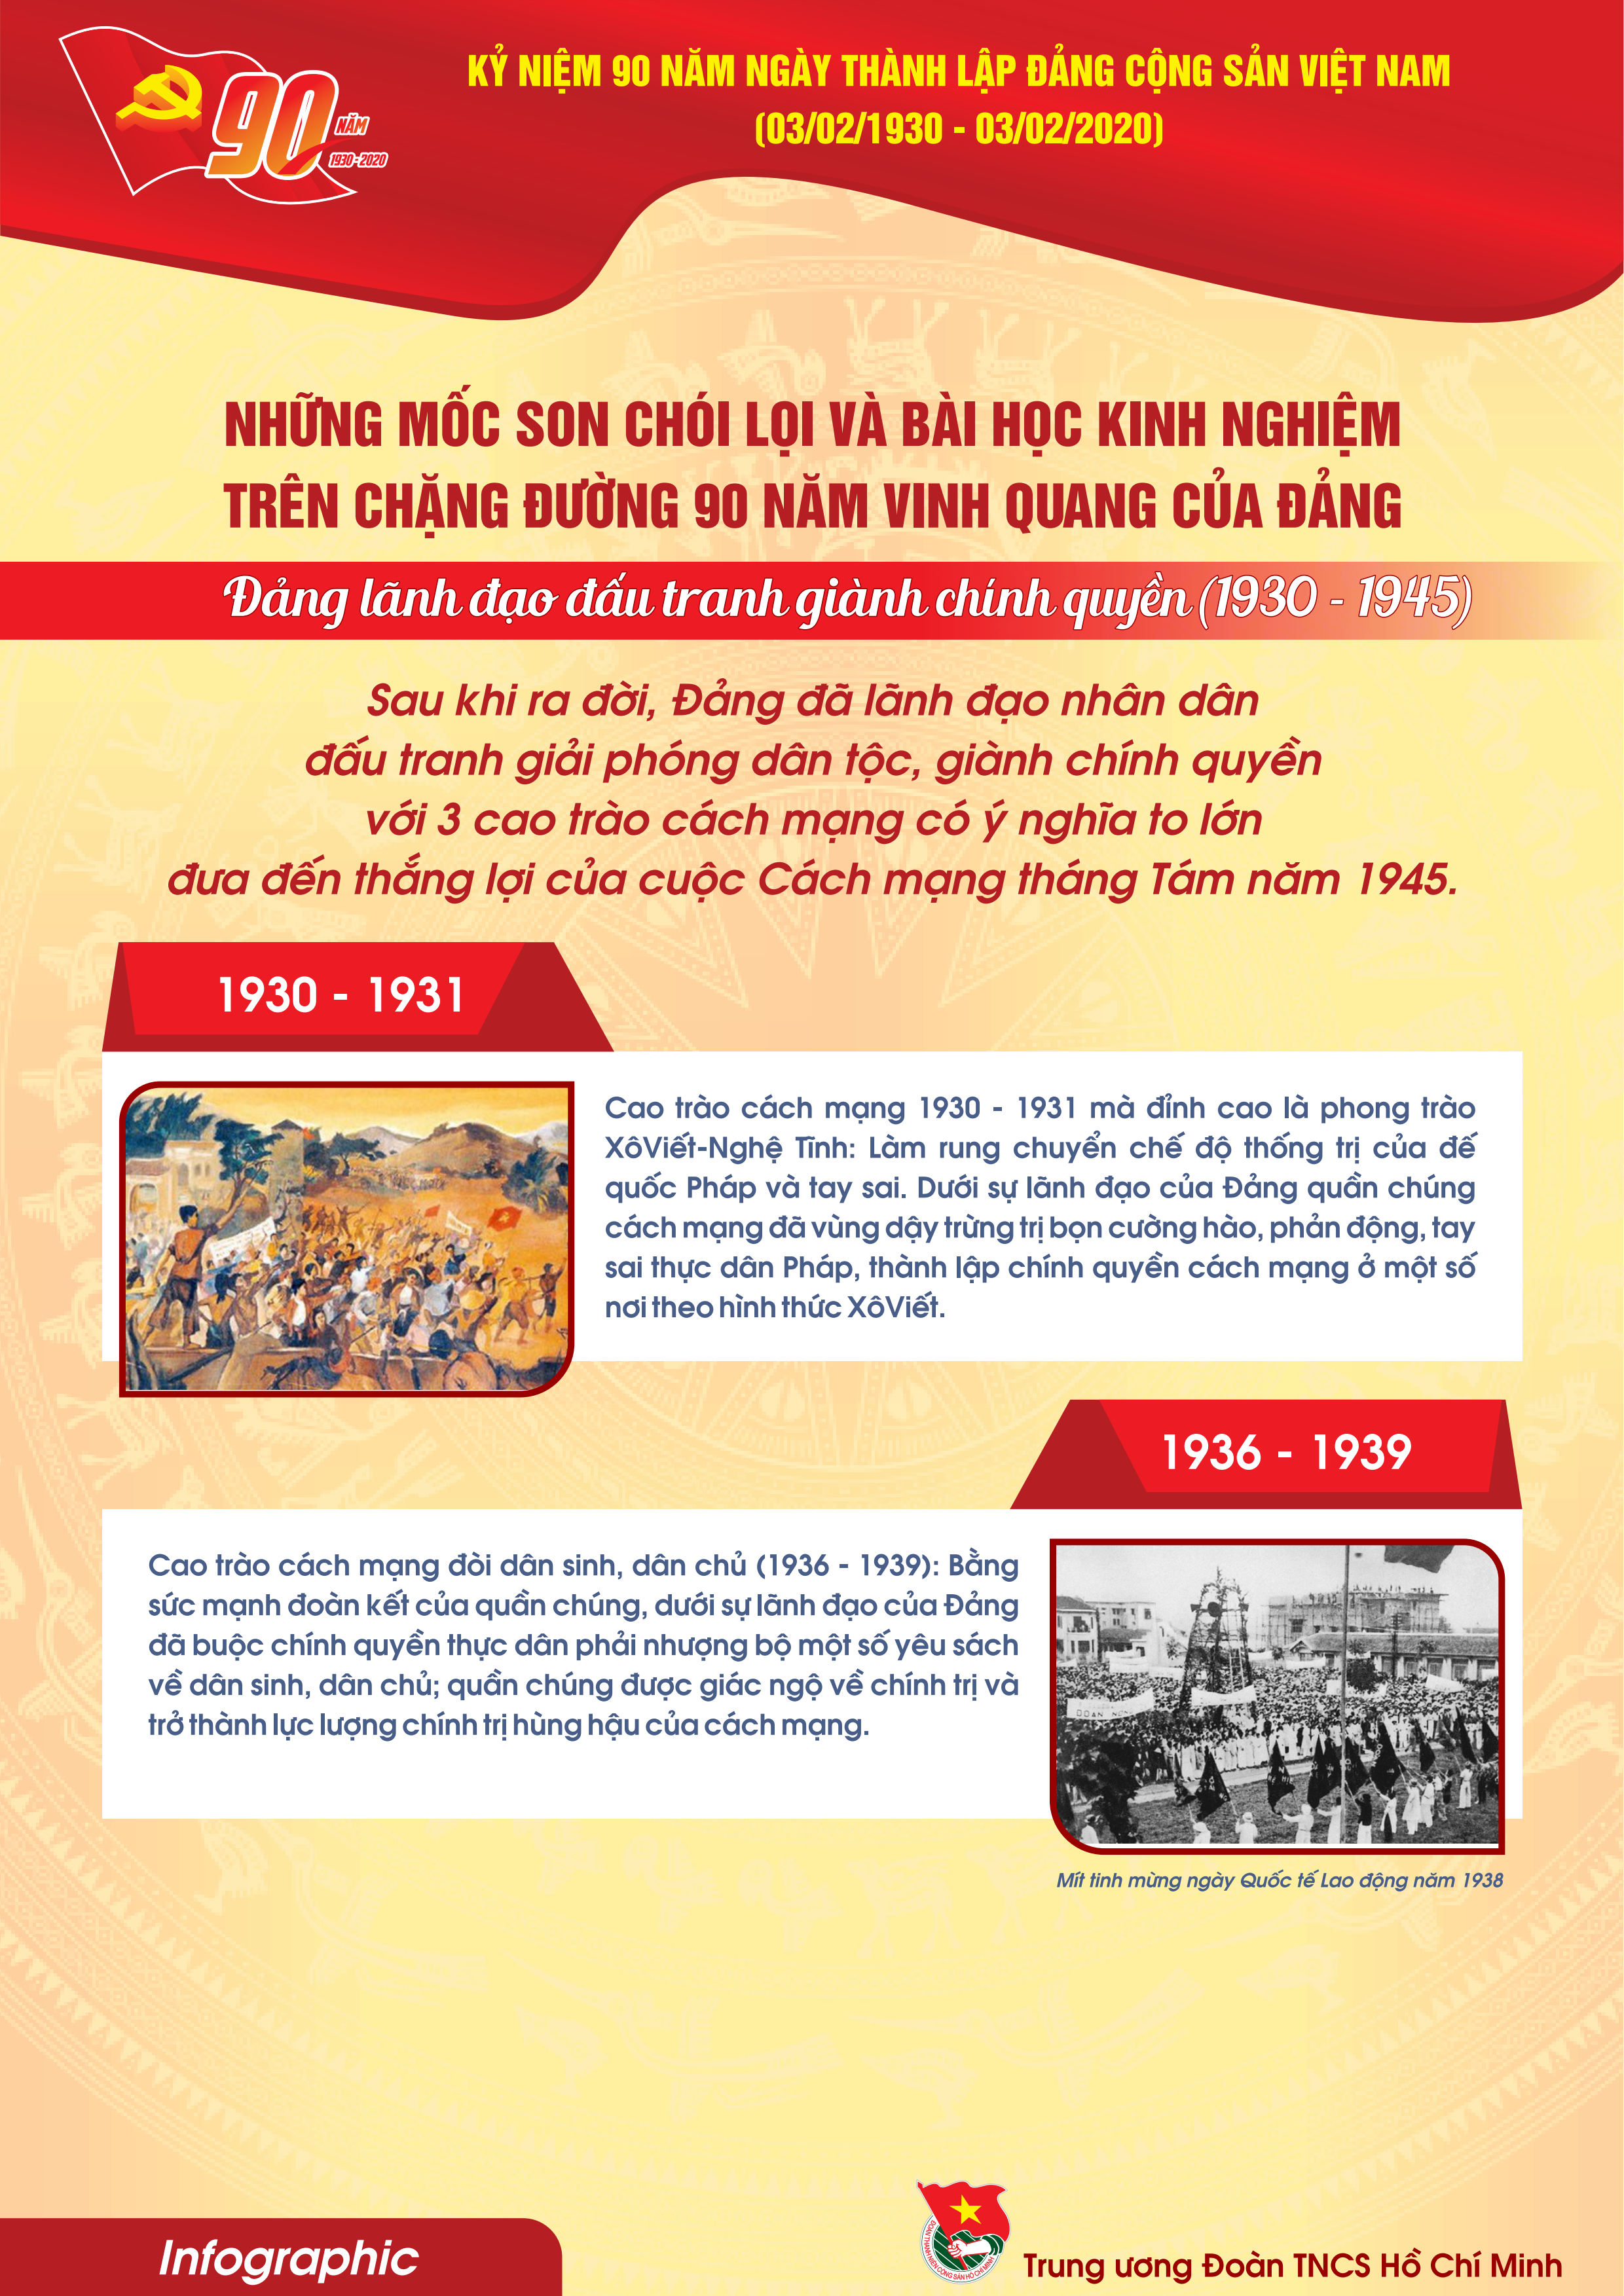 90
NĂM
1930-2020
KỶ NIỆM 90 NĂM NGÀY THÀNH LẬP ĐẢNG CỘNG SẢN VIỆT NAM
(03/02/1930 - 03/02/2020)
NHỮNG MỐC SON CHÓI LỌI VÀ BÀI HỌC KINH NGHIỆM
TRÊN CHẶNG ĐƯỜNG 90 NĂM VINH QUANG CỦA ĐẢNG
Đảng lãnh đạo đấu tranh giành chính quyền (1930 - 1945)
Sau khi ra đời, Đảng đã lãnh đạo nhân dân
đấu tranh giải phóng dân tộc, giành chính quyền
với 3 cao trào cách mạng có ý nghĩa to lớn
đưa đến thắng lợi của cuộc Cách mạng tháng Tám năm 1945.
1930 - 1931
Cao trào cách mạng 1930 - 1931 mà đỉnh cao là phong trào
XôViết-Nghệ Tĩnh: Làm rung chuyển chế độ thống trị của đế
quốc Pháp và tay sai. Dưới sự lãnh đạo của Đảng quần chúng
cách mạng đã vùng dậy trừng trị bọn cường hào, phản động, tay
sai thực dân Pháp, thành lập chính quyền cách mạng ở một số
nơi theo hình thức XôViết.
1936 - 1939
Cao trào cách mạng đòi dân sinh, dân chủ (1936 - 1939): Bằng
sức mạnh đoàn kết của quần chúng, dưới sự lãnh đạo của Đảng
đã buộc chính quyền thực dân phải nhượng bộ một số yêu sách
về dân sinh, dân chủ; quần chúng được giác ngộ về chính trị và
trở thành lực lượng chính trị hùng hậu của cách mạng.
Mít tinh mừng ngày Quốc tế Lao động năm 1938
Infographic
ĐOÀN THANH NIÊN CỘNG SẢN HỒ CHÍ MINH
Trung ương Đoàn TNCS Hồ Chí Minh